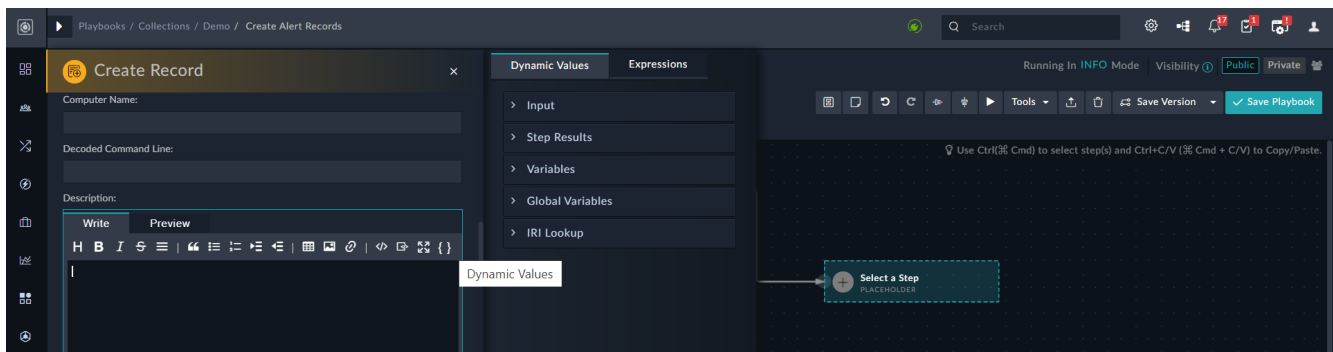 Playbooks / Collections / Demo / Create Alert Records
Search
17
1
!
Create Record
×
Computer Name:
Decoded Command Line:
Description:
Write Preview
H B I S
Dynamic Values Expressions
Input
Step Results
Variables
Global Variables
IRI Lookup
Dynamic Values
Running In INFO Mode Visibility Public Private
Tools Save Version Save Playbook
Use Ctrl(⌘ Cmd) to select step(s) and Ctrl+C/V (⌘ Cmd + C/V) to Copy/Paste.
Select a Step
PLACEHOLDER